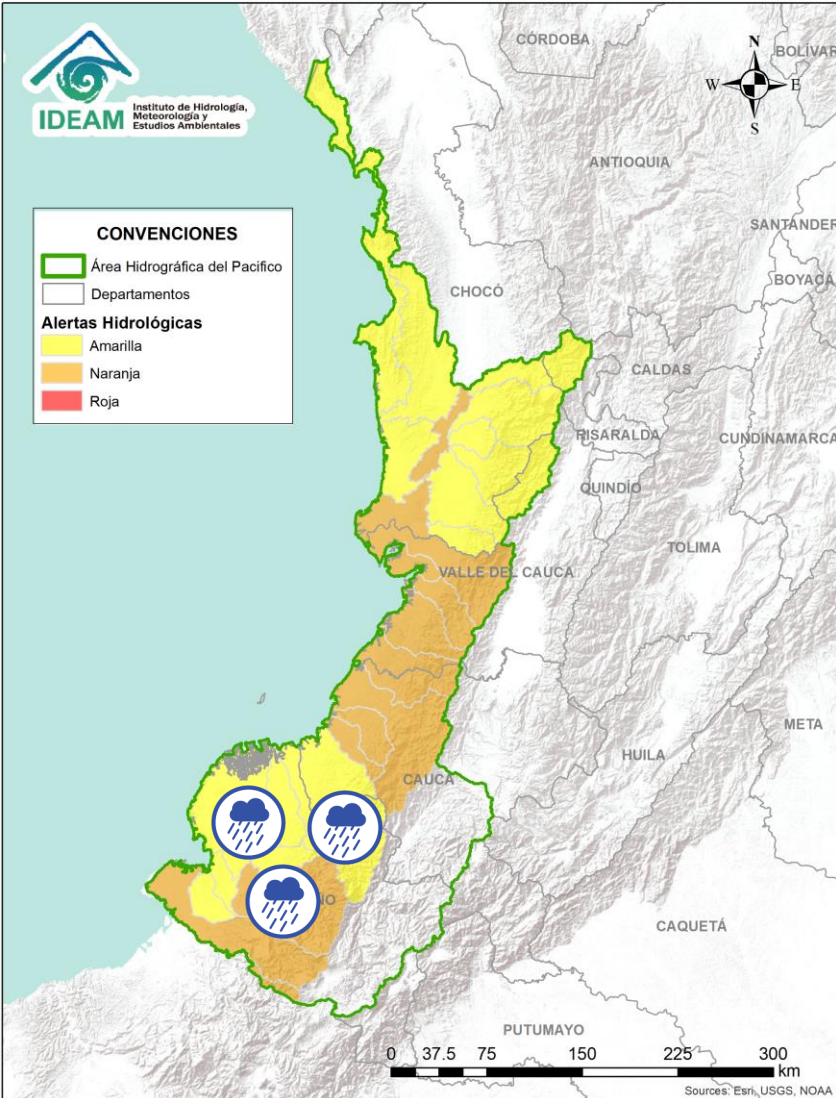 IDEAM
Instituto de Hidrología,
Meteorología y
Estudios Ambientales
N
W
E
S
CÓRDOBA
BOLÍVAR
ANTIOQUIA
SANTANDER
BOYACÁ
CHOCÓ
CONVENCIONES
Área Hidrográfica del Pacifico
Departamentos
Alertas Hidrológicas
Amarilla
Naranja
Roja
CALDAS
RISARALDA
CUNDINAMARCA
QUINDÍO
TOLIMA
VALLE DEL CAUCA
META
HUILA
CAUCA
ÑO
CAQUETÁ
PUTUMAYO
0 37.5 75 150 225 300
km
Sources: Esri, USGS, NOAA